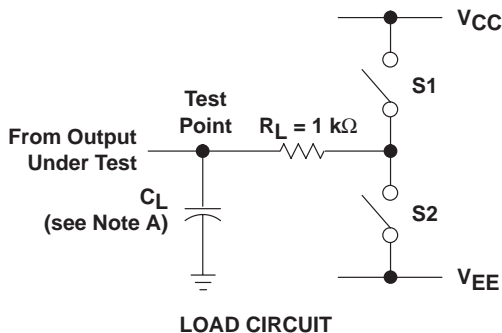 VCC
S1
Test
Point
RL = 1 kΩ
From Output
Under Test
CL
(see Note A)
S2
VEE
LOAD CIRCUIT